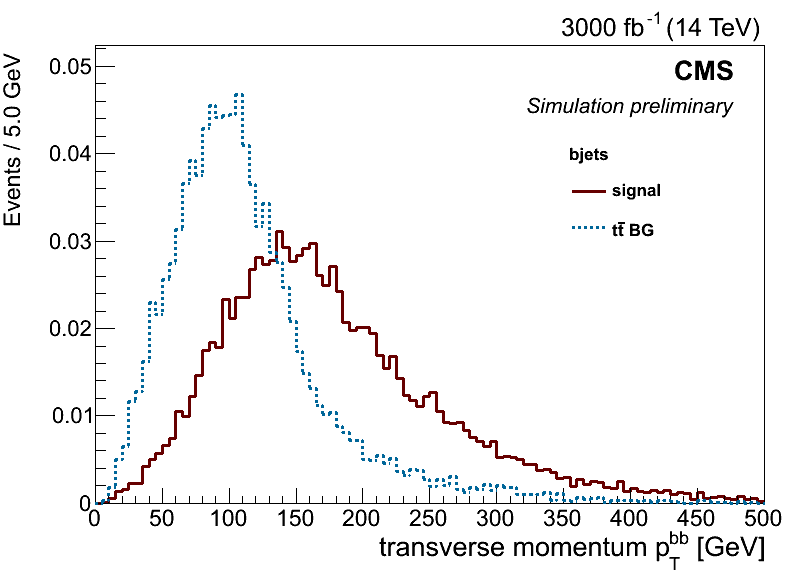 3000 fb⁻¹ (14 TeV)
Events / 5.0 GeV
0.05
0.04
0.03
0.02
0.01
0
CMS
Simulation preliminary
bjets
signal
tt̄ BG
0 50 100 150 200 250 300 350 400 450 500
transverse momentum p_T^bb [GeV]